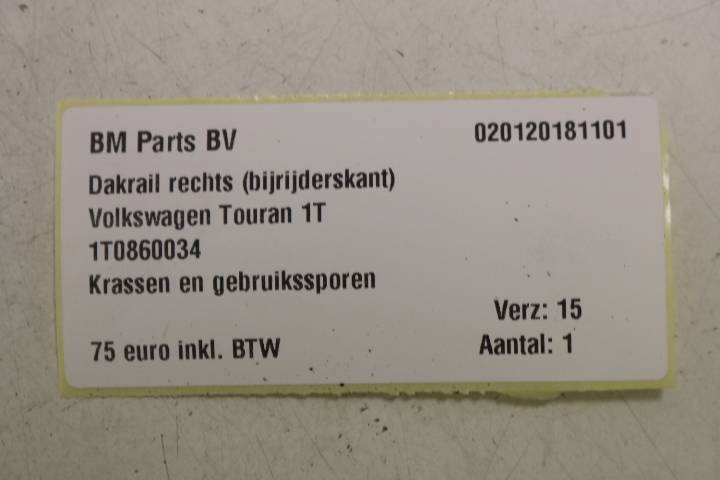 BM Parts BV 020120181101
Dakrail rechts (bijrijderskant)
Volkswagen Touran 1T
1T0860034
Krassen en gebruikssporen
Verz: 15
75 euro inkl. BTW Aantal: 1